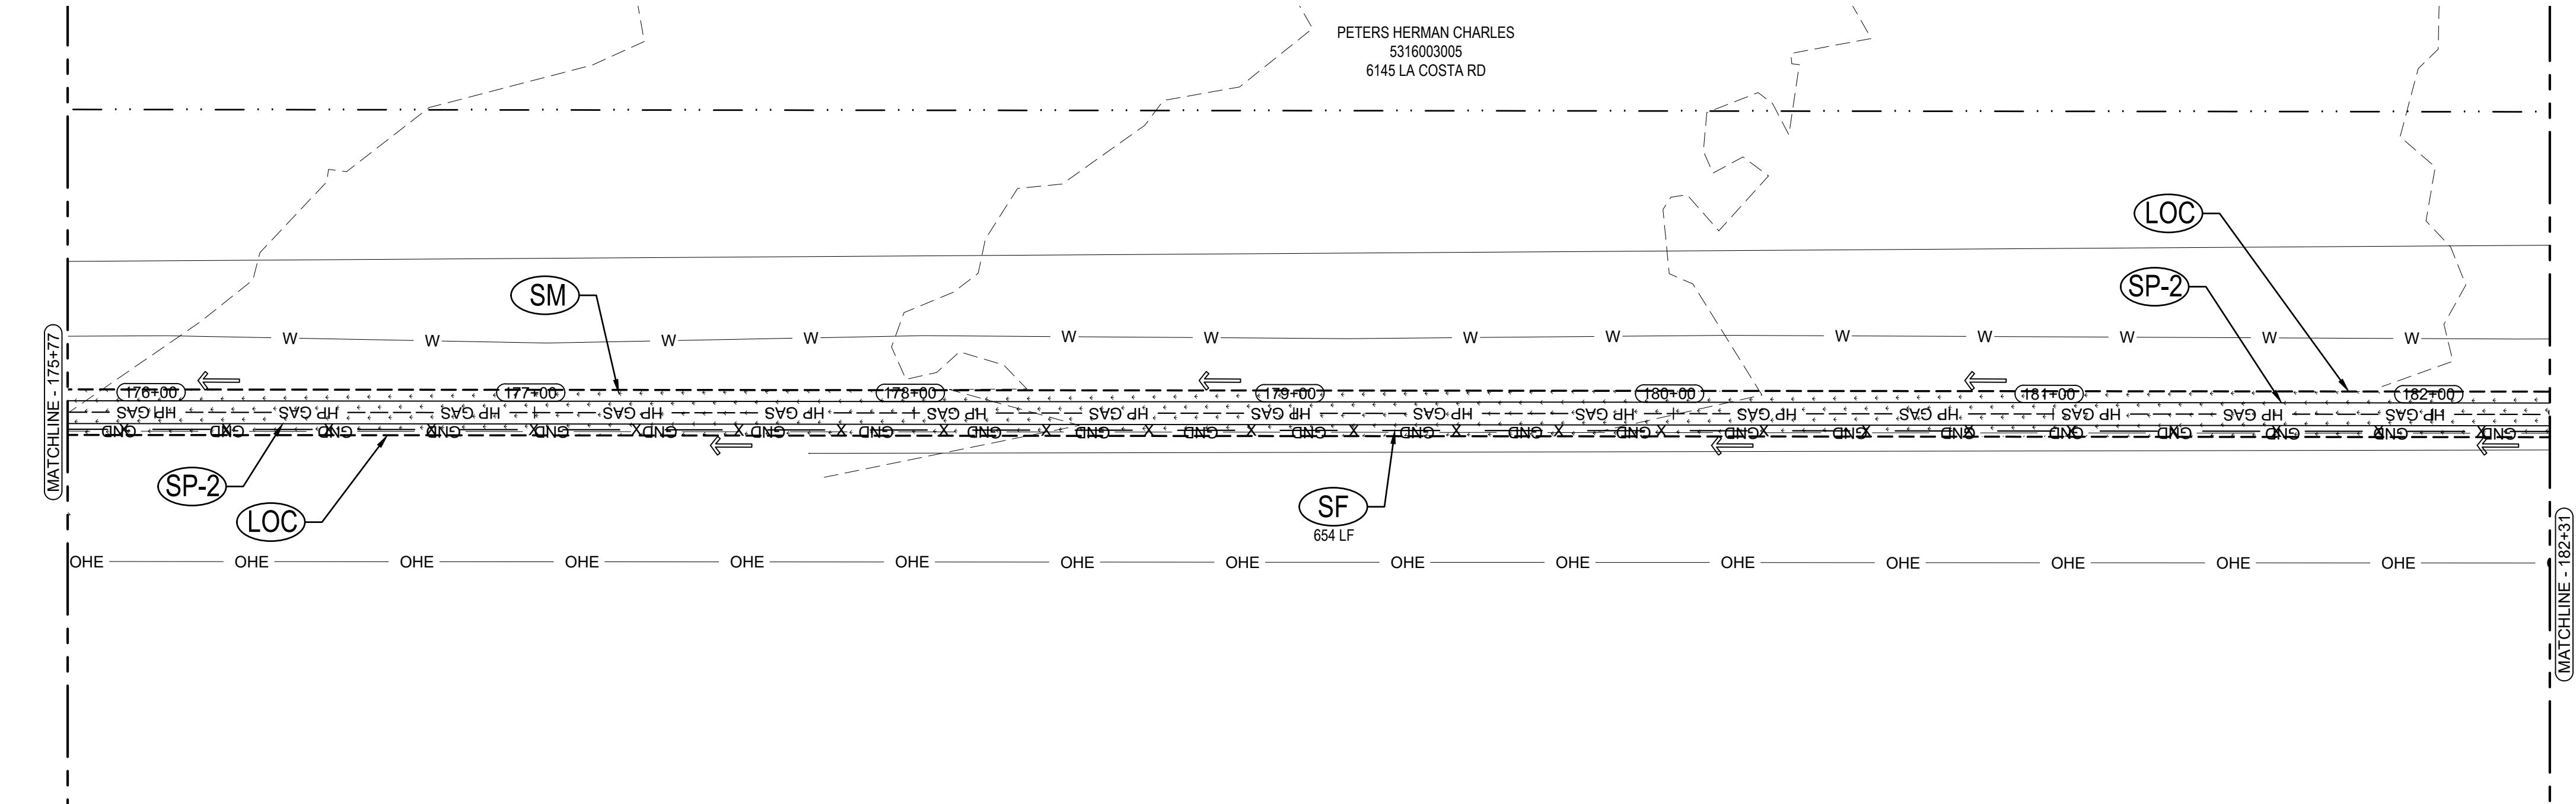 PETERS HERMAN CHARLES
5316003005
6145 LA COSTA RD
LOC
SP-2
SM
W W W W W W W W W W W W W
MATCHLINE - 175+77
176+00 177+00 178+00 179+00 180+00 181+00 182+00
HP GAS HP GAS HP GAS HP GAS HP GAS HP GAS HP GAS HP GAS HP GAS HP GAS HP GAS HP GAS HP GAS HP GAS HP GAS
GND X GND X GND X GND X GND X GND X GND X GND X GND X GND X GND X GND X GND X GND X GND X GND X GND X GND X GND X GND X GND X GND X GND X GND
SP-2
LOC
SF
654 LF
OHE OHE OHE OHE OHE OHE OHE OHE OHE OHE OHE OHE OHE OHE OHE
MATCHLINE - 182+31